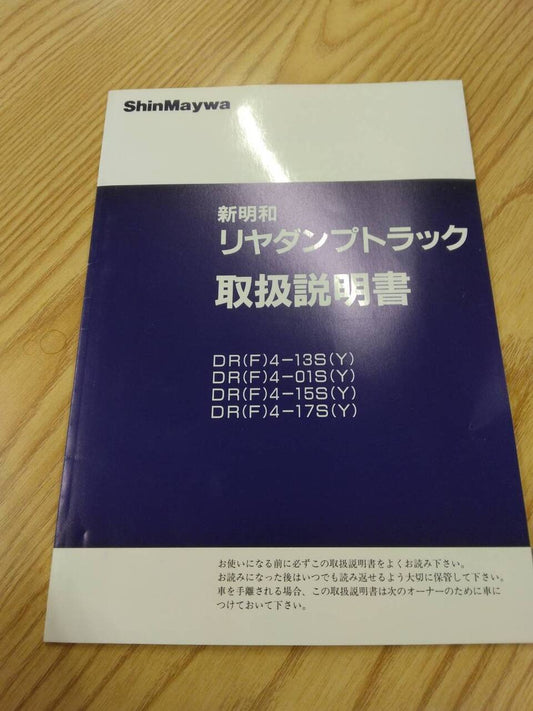 ShinMaywa
新明和
リヤダンプトラック
取扱説明書
DR(F)4-13S(Y)
DR(F)4-01S(Y)
DR(F)4-15S(Y)
DR(F)4-17S(Y)
お使いになる前に必ずこの取扱説明書をよくお読み下さい。
お読みになった後はいつでも読み返せるよう大切に保管して下さい。
車を手離される場合、この取扱説明書は次のオーナーのために車に
つけておいて下さい。